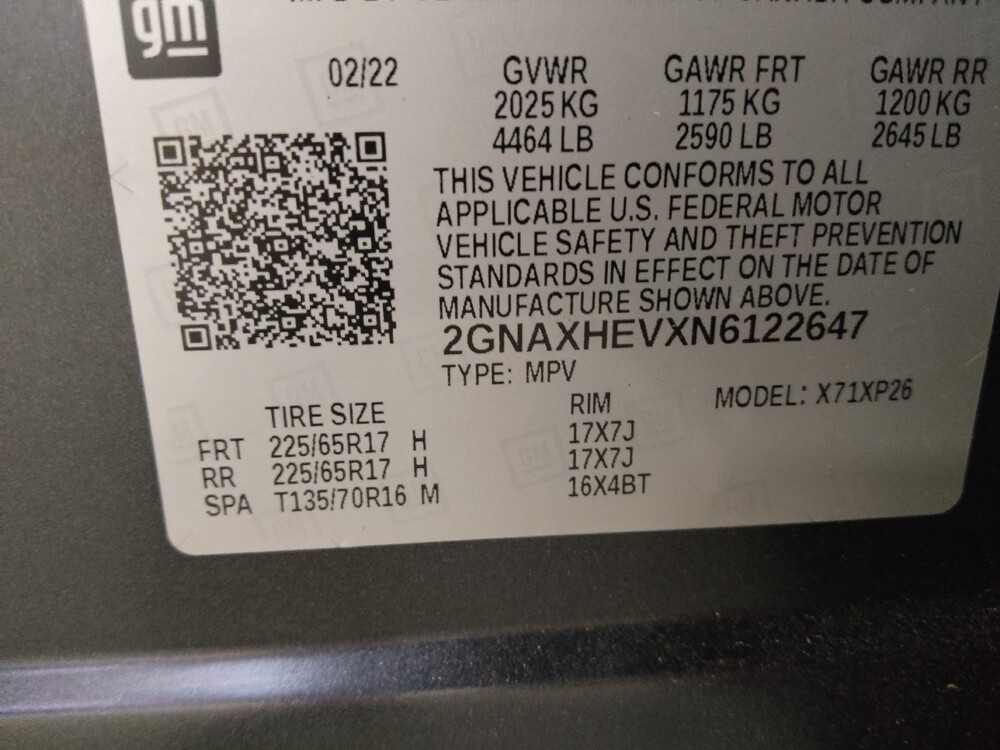 gm
CANADA COMPANY
02/22 GVWR GAWR FRT GAWR RR
2025 KG 1175 KG 1200 KG
4464 LB 2590 LB 2645 LB
THIS VEHICLE CONFORMS TO ALL
APPLICABLE U.S. FEDERAL MOTOR
VEHICLE SAFETY AND THEFT PREVENTION
STANDARDS IN EFFECT ON THE DATE OF
MANUFACTURE SHOWN ABOVE.
2GNAXHEVXN6122647
TYPE: MPV MODEL: X71XP26
TIRE SIZE RIM
FRT 225/65R17 H 17X7J
RR 225/65R17 H 17X7J
SPA T135/70R16 M 16X4BT